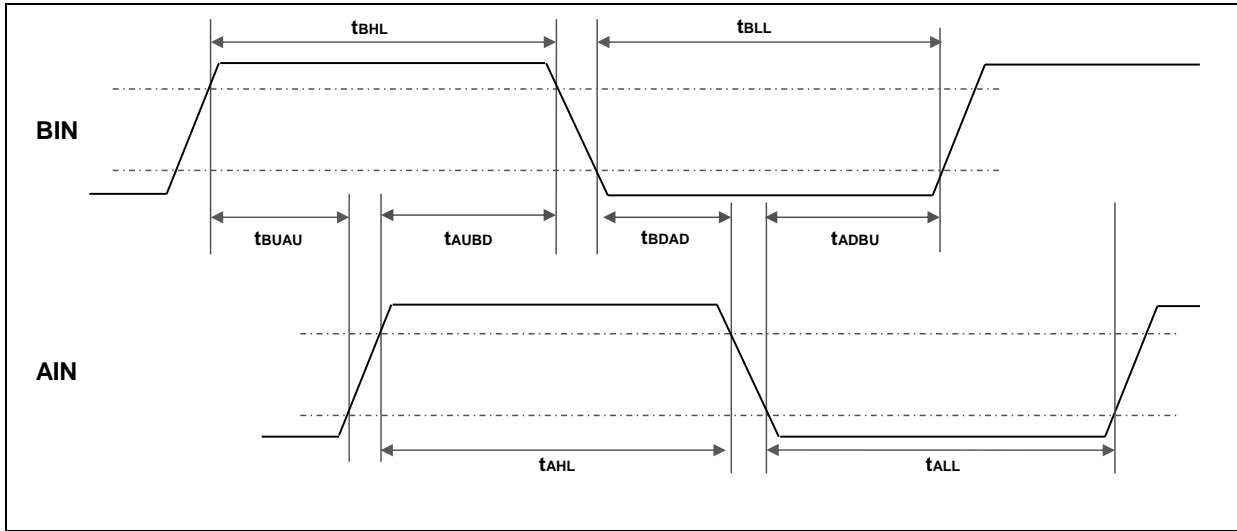 tBHL
tBLL
BIN
tBUAU
tAUBD
tBDAD
tADBU
AIN
tAHL
tALL